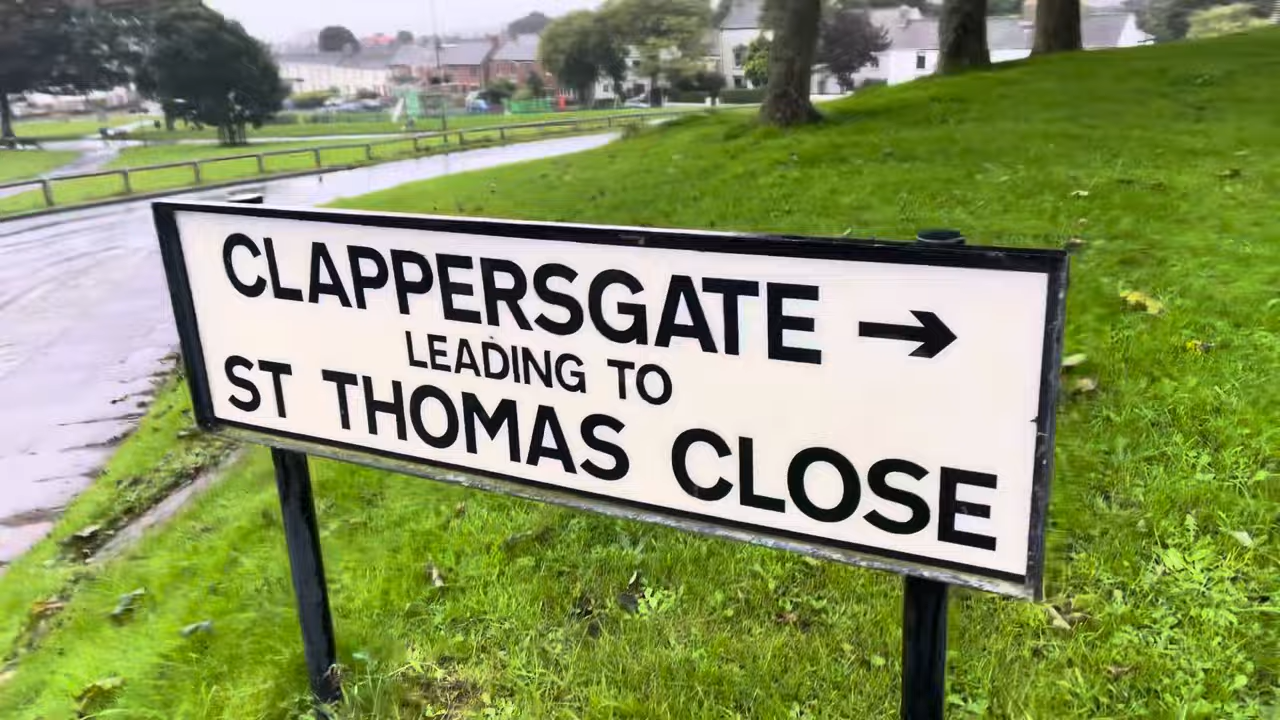 CLAPPERSGATE →
LEADING TO
ST THOMAS CLOSE